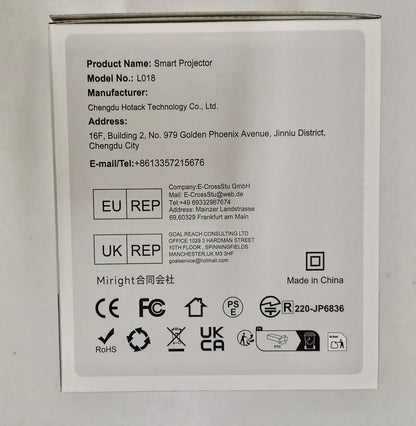 Product Name: Smart Projector
Model No.: L018
Manufacturer:
Chengdu Hotack Technology Co., Ltd.
Address:
16F, Building 2, No. 979 Golden Phoenix Avenue, Jinniu District,
Chengdu City
E-mail/Tel:+8613357215676
EU REP
Company:E-CrossStu GmbH
Mail: E-CrossStu@web.de
Tel:+49 69332967674
Address: Mainzer Landstrasse
69,60329 Frankfurt am Main
UK REP
GOAL REACH CONSULTING LTD
OFFICE 1029 3 HARDMAN STREET
10TH FLOOR , SPINNINGFIELDS
MANCHESTER,UK M3 3HF
goalservice@hotmail.com
Miright合同会社
Made in China
CE FC PS E R 220-JP6836
RoHS UK CA